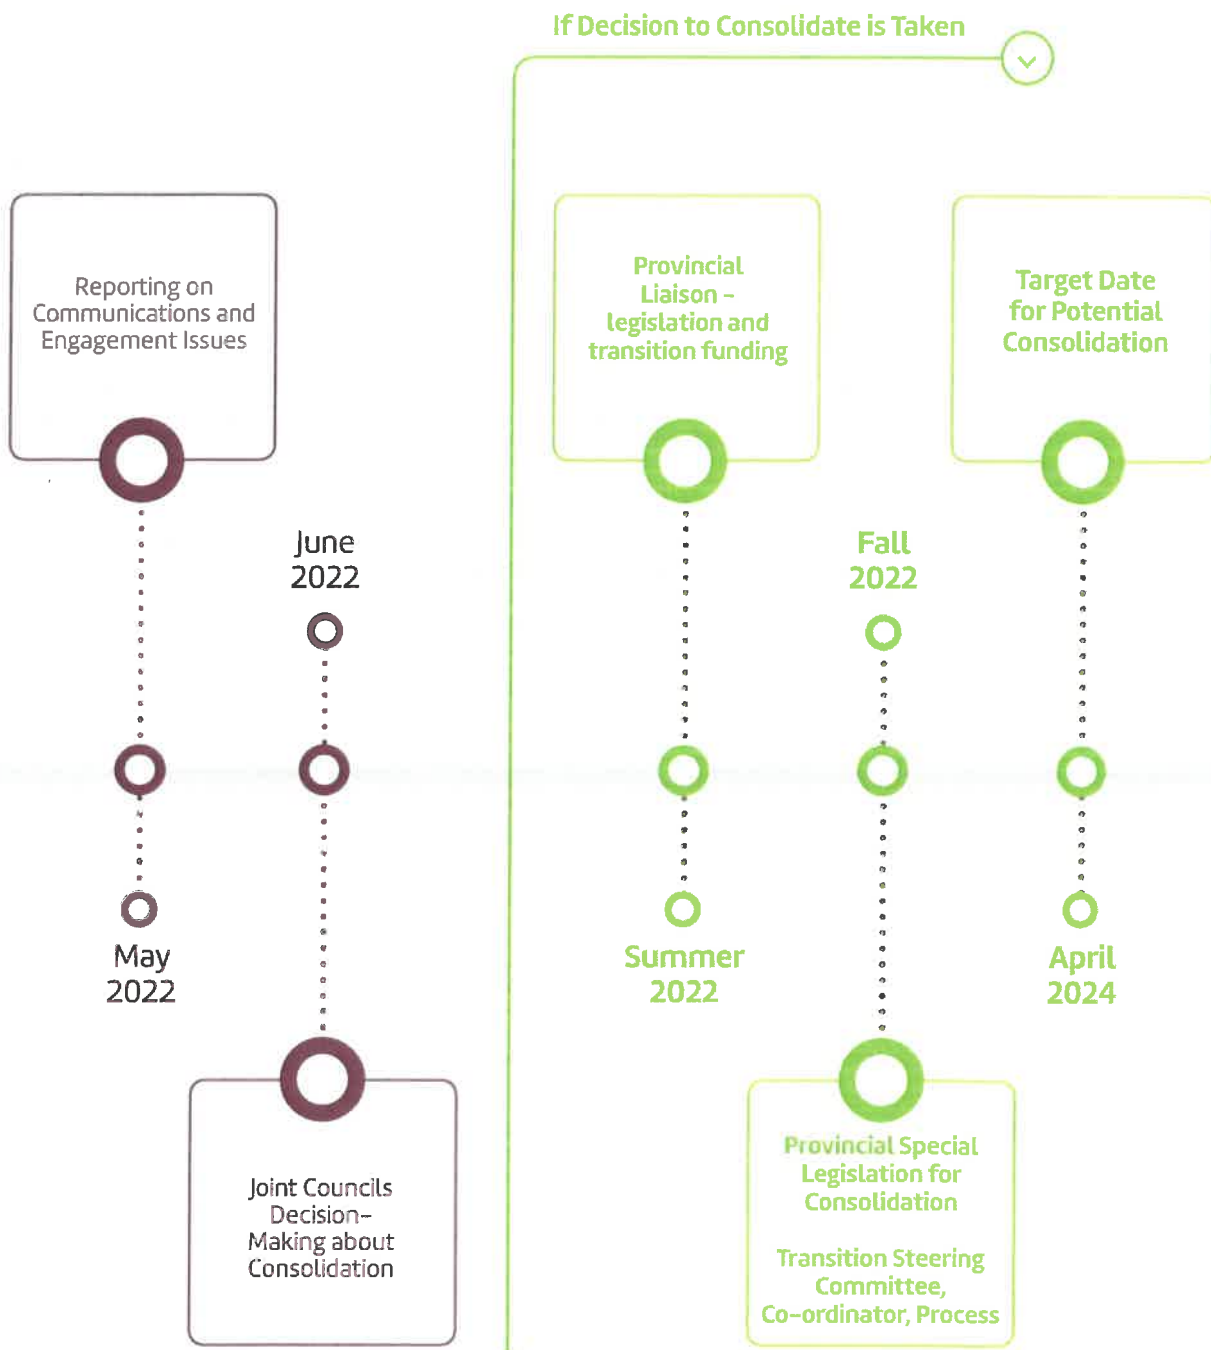 If Decision to Consolidate is Taken
Reporting on
Communications and
Engagement Issues
May
2022
June
2022
Joint Councils
Decision-
Making about
Consolidation
Provincial
Liaison -
legislation and
transition funding
Summer
2022
Fall
2022
Provincial Special
Legislation for
Consolidation
Transition Steering
Committee,
Co-ordinator, Process
Target Date
for Potential
Consolidation
April
2024